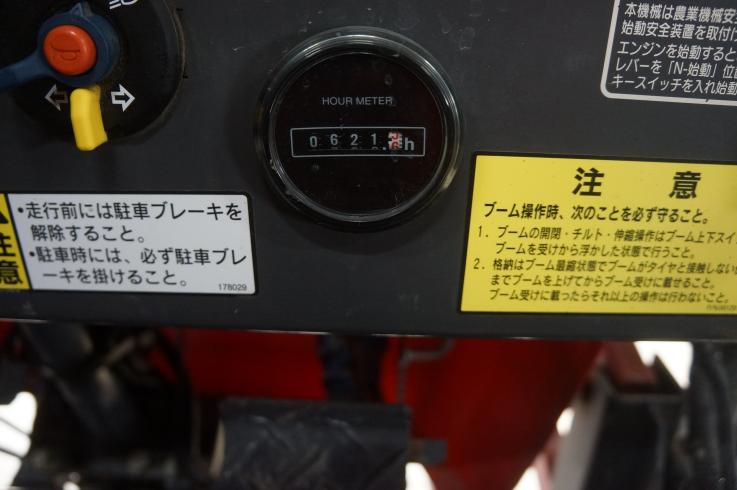 本機械は農業機械安
始動安全装置を取付け
エンジンを始動すると
レバーを「N-始動」位
キースイッチを入れ始動
HOUR METER
0621
.
h
注意
・走行前には駐車ブレーキを
解除すること。
・駐車時には、必ず駐車ブレ
ーキを掛けること。
178029
注 意
ブーム操作時、次のことを必ず守ること。
1. ブームの開閉・チルト・伸縮操作はブーム上下スイ
ブームを受けから浮かした状態で行うこと。
2. 格納はブーム最縮状態でブームがタイヤと接触しない
までブームを上げてからブーム受けに載せること。
ブーム受けに載ったらそれ以上の操作は行わないこと。